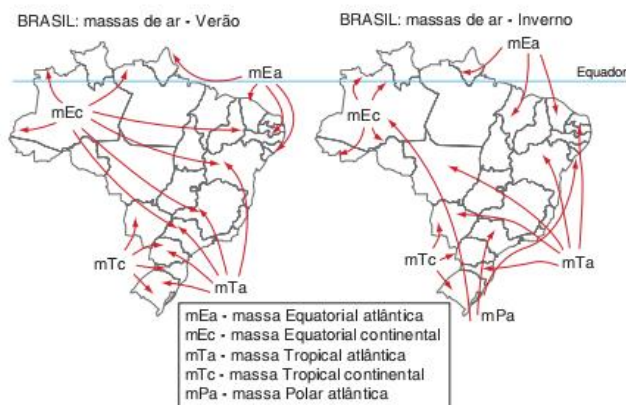 BRASIL: massas de ar - Verão
BRASIL: massas de ar - Inverno
mEa
mEa
Equador
mEc
mEc
mTc
mTa
mTc
mTa
mPa
mEa - massa Equatorial atlântica
mEc - massa Equatorial continental
mTa - massa Tropical atlântica
mTc - massa Tropical continental
mPa - massa Polar atlântica